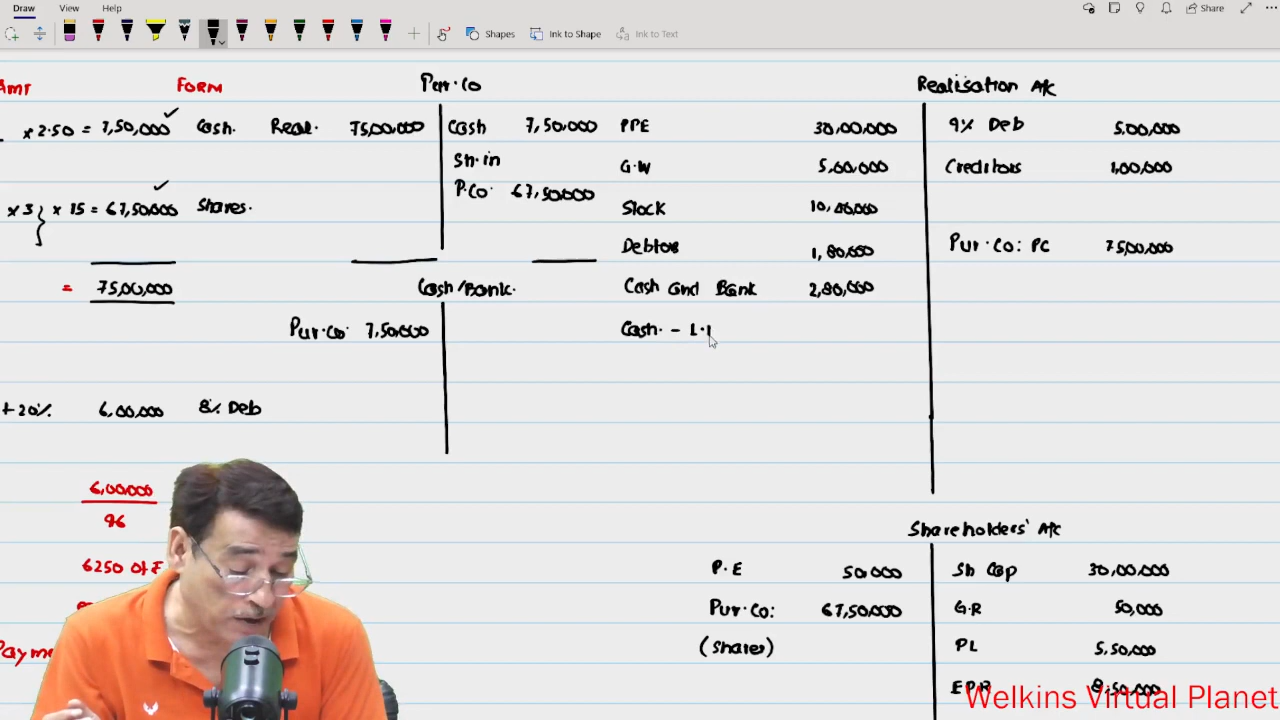 Draw View Help
Share
Shapes Ink to Shape Ink to Text
Amt FORM Pur.Co Realisation A/c
x 2.50 = 7,50,000 Cash. Real. 75,00,000 Cash 7,50,000 PPE 30,00,000 9% Deb 5,00,000
Sh. in G.W 5,00,000 Creditors 1,00,000
x 3 } x 15 = 67,50,000 Shares. P.Co. 67,50,000 Stock Pur.Co: PC 75,00,000
Debtors 1,80,000
= 75,00,000 Cash/Bank. Cash and Bank 2,80,000
Pur.Co. 7,50,000 Cash. - L.
+ 20% 6,00,000 8% Deb
6,00,000
96
Shareholders' A/c
6250 of P.E 50,000 Sh Cap 30,00,000
Pur.Co: 67,50,000 G.R 50,000
Payme (Shares) PL 5,50,000
Welkins Virtual Planet